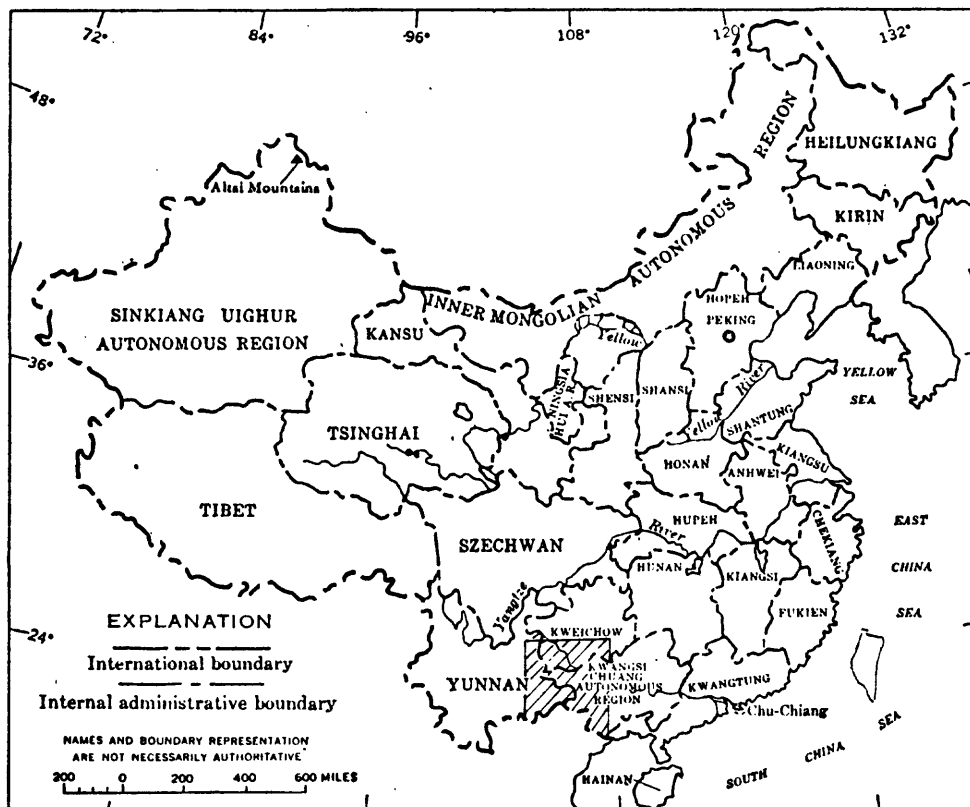 72°
84°
96°
108°
120°
132°
48°
36°
24°
Altai Mountains
SINKIANG UIGHUR
AUTONOMOUS REGION
INNER MONGOLIAN AUTONOMOUS REGION
HEILUNGKIANG
KIRIN
LIAONING
HOPEH
PEKING
KANSU
Yellow
NINGSIA
HUI A.R.
SHENSI
SHANSI
Yellow River
SHANTUNG
YELLOW
SEA
TSINGHAI
HONAN
KIANGSU
ANHWEI
TIBET
SZECHWAN
HUPEH
River
CHEKIANG
EAST
CHINA
SEA
HUNAN
KIANGSI
FUKIEN
Yangtze
KWEICHOW
YUNNAN
KWANGSI
CHUANG
AUTONOMOUS
REGION
KWANGTUNG
Chu-Chiang
HAINAN
SOUTH CHINA SEA
EXPLANATION
International boundary
Internal administrative boundary
NAMES AND BOUNDARY REPRESENTATION
ARE NOT NECESSARILY AUTHORITATIVE
200 0 200 400 600 MILES